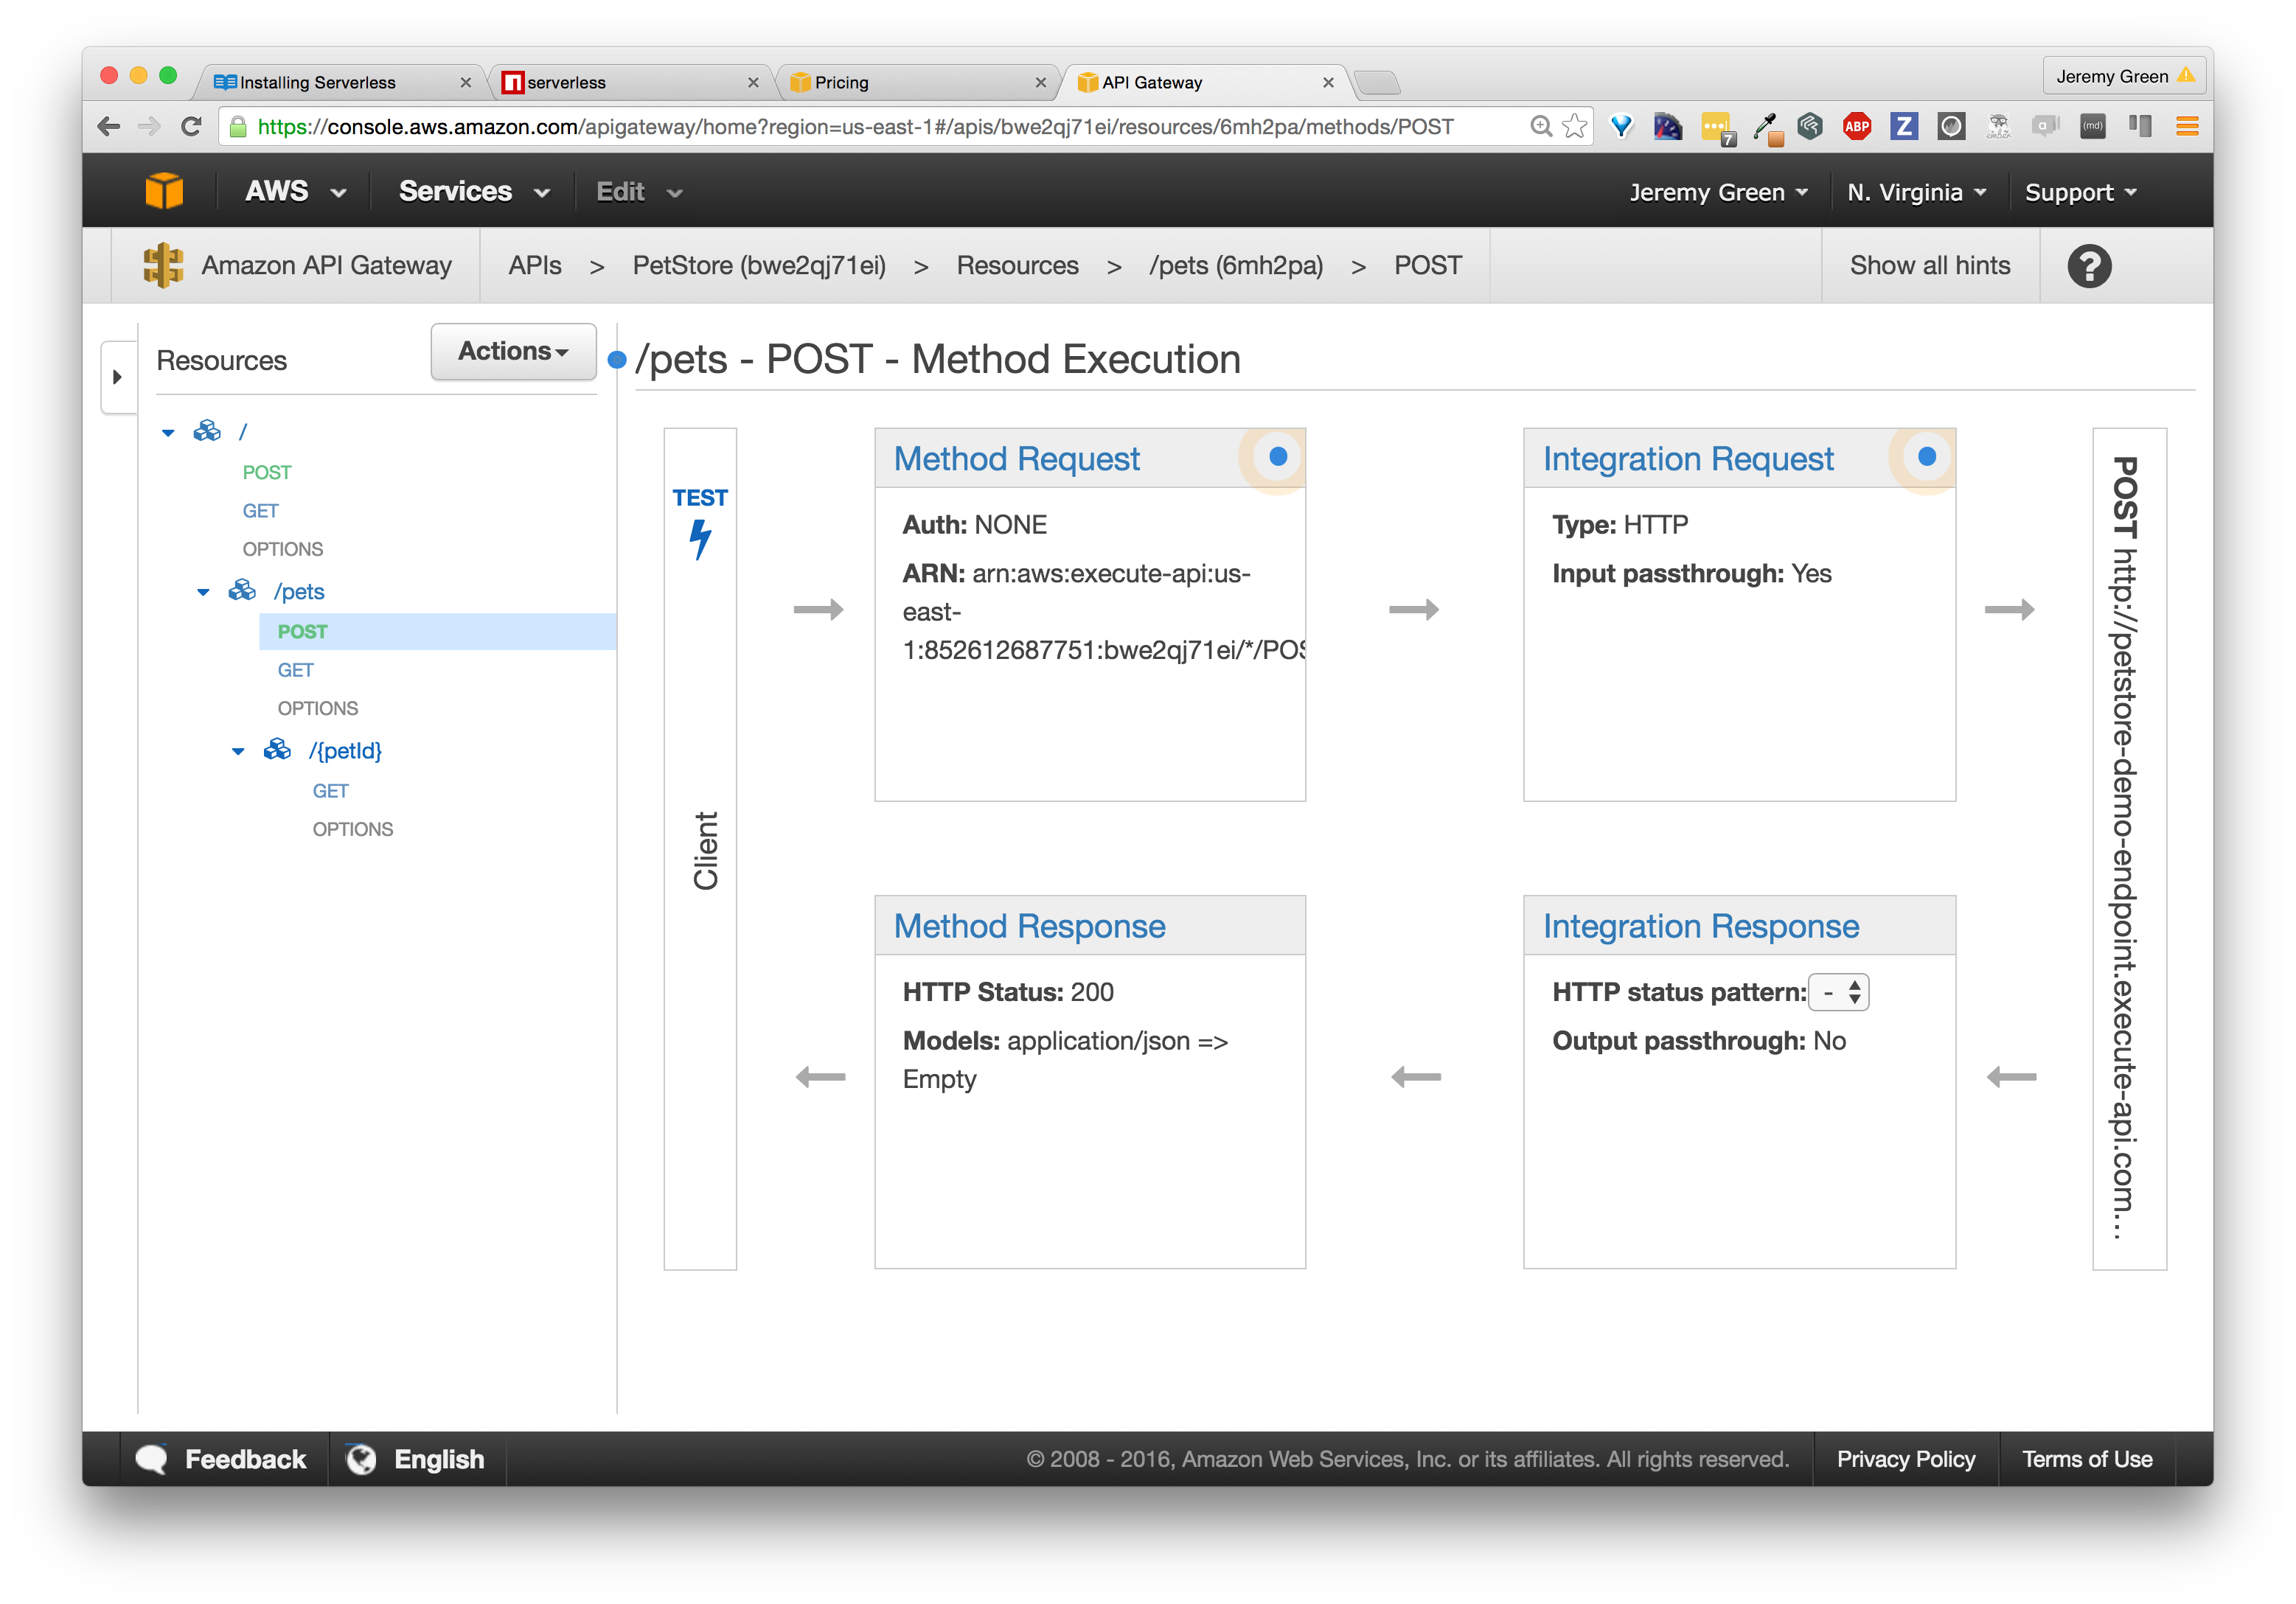 Installing Serverless
serverless
Pricing
API Gateway
Jeremy Green
https://console.aws.amazon.com/apigateway/home?region=us-east-1#/apis/bwe2qj71ei/resources/6mh2pa/methods/POST
7
ABP
Z
a
(md)
AWS
Services
Edit
Jeremy Green
N. Virginia
Support
Amazon API Gateway
APIs > PetStore (bwe2qj71ei) > Resources > /pets (6mh2pa) > POST
Show all hints
?
Resources
Actions
/
POST
GET
OPTIONS
/pets
POST
GET
OPTIONS
/{petId}
GET
OPTIONS
/pets - POST - Method Execution
TEST
Client
Method Request
Auth: NONE
ARN: arn:aws:execute-api:us-
east-
1:852612687751:bwe2qj71ei/*/POS
Integration Request
Type: HTTP
Input passthrough: Yes
POST http://petstore-demo-endpoint.execute-api.com...
Method Response
HTTP Status: 200
Models: application/json =>
Empty
Integration Response
HTTP status pattern: -
Output passthrough: No
Feedback
English
© 2008 - 2016, Amazon Web Services, Inc. or its affiliates. All rights reserved.
Privacy Policy
Terms of Use